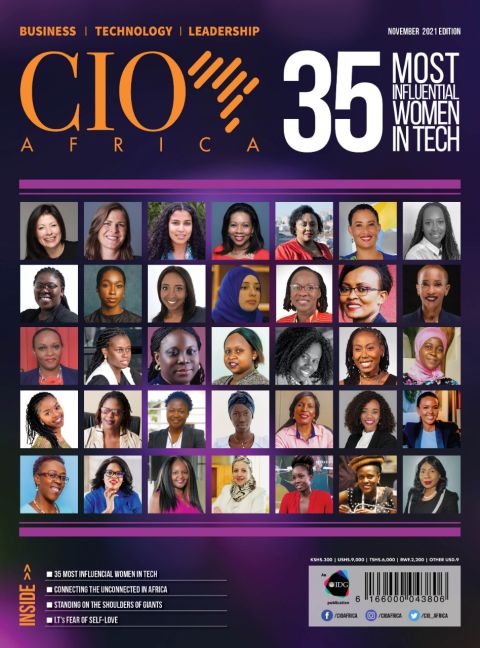 BUSINESS | TECHNOLOGY | LEADERSHIP
NOVEMBER 2021 EDITION
CIO
AFRICA
35
MOST
INFLUENTIAL
WOMEN
IN TECH
KSHS.300 | USHS.9,000 | TSHS.6,000 | RWF.2,200 | OTHER USD.9
INSIDE >>
35 MOST INFLUENCIAL WOMEN IN TECH
CONNECTING THE UNCONNECTED IN AFRICA
STANDING ON THE SHOULDERS OF GIANTS
I.T's FEAR OF SELF-LOVE
An
IDG
publication
6 166000 043806
/CIOAFRICA
/CIOAFRICA
/CIO_AFRICA